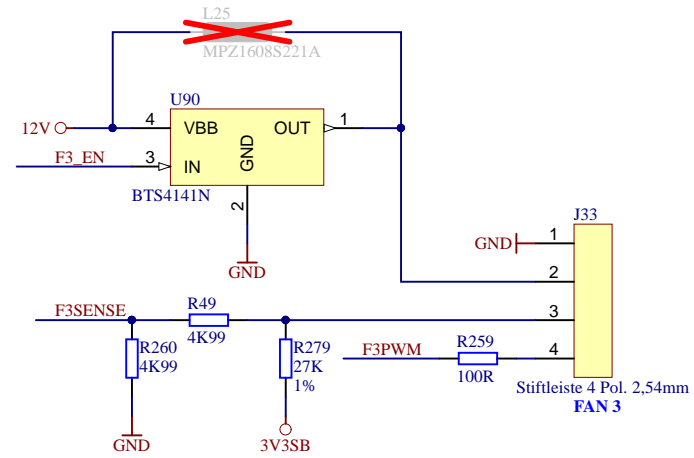 L25
MPZ1608S221A
U90
12V
4
VBB
OUT
1
F3_EN
3
IN
GND
BTS4141N
2
GND
J33
GND
1
2
F3SENSE
R49
4K99
3
R260
4K99
R279
27K
1%
F3PWM
R259
100R
4
Stiftleiste 4 Pol. 2,54mm
FAN 3
GND
3V3SB